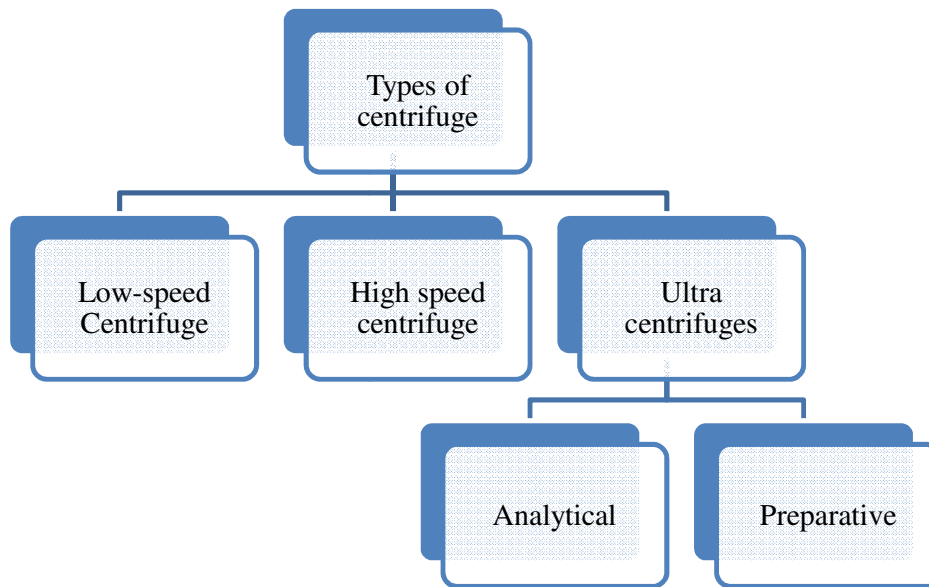 Types of
centrifuge
Low-speed
Centrifuge
High speed
centrifuge
Ultra
centrifuges
Analytical
Preparative